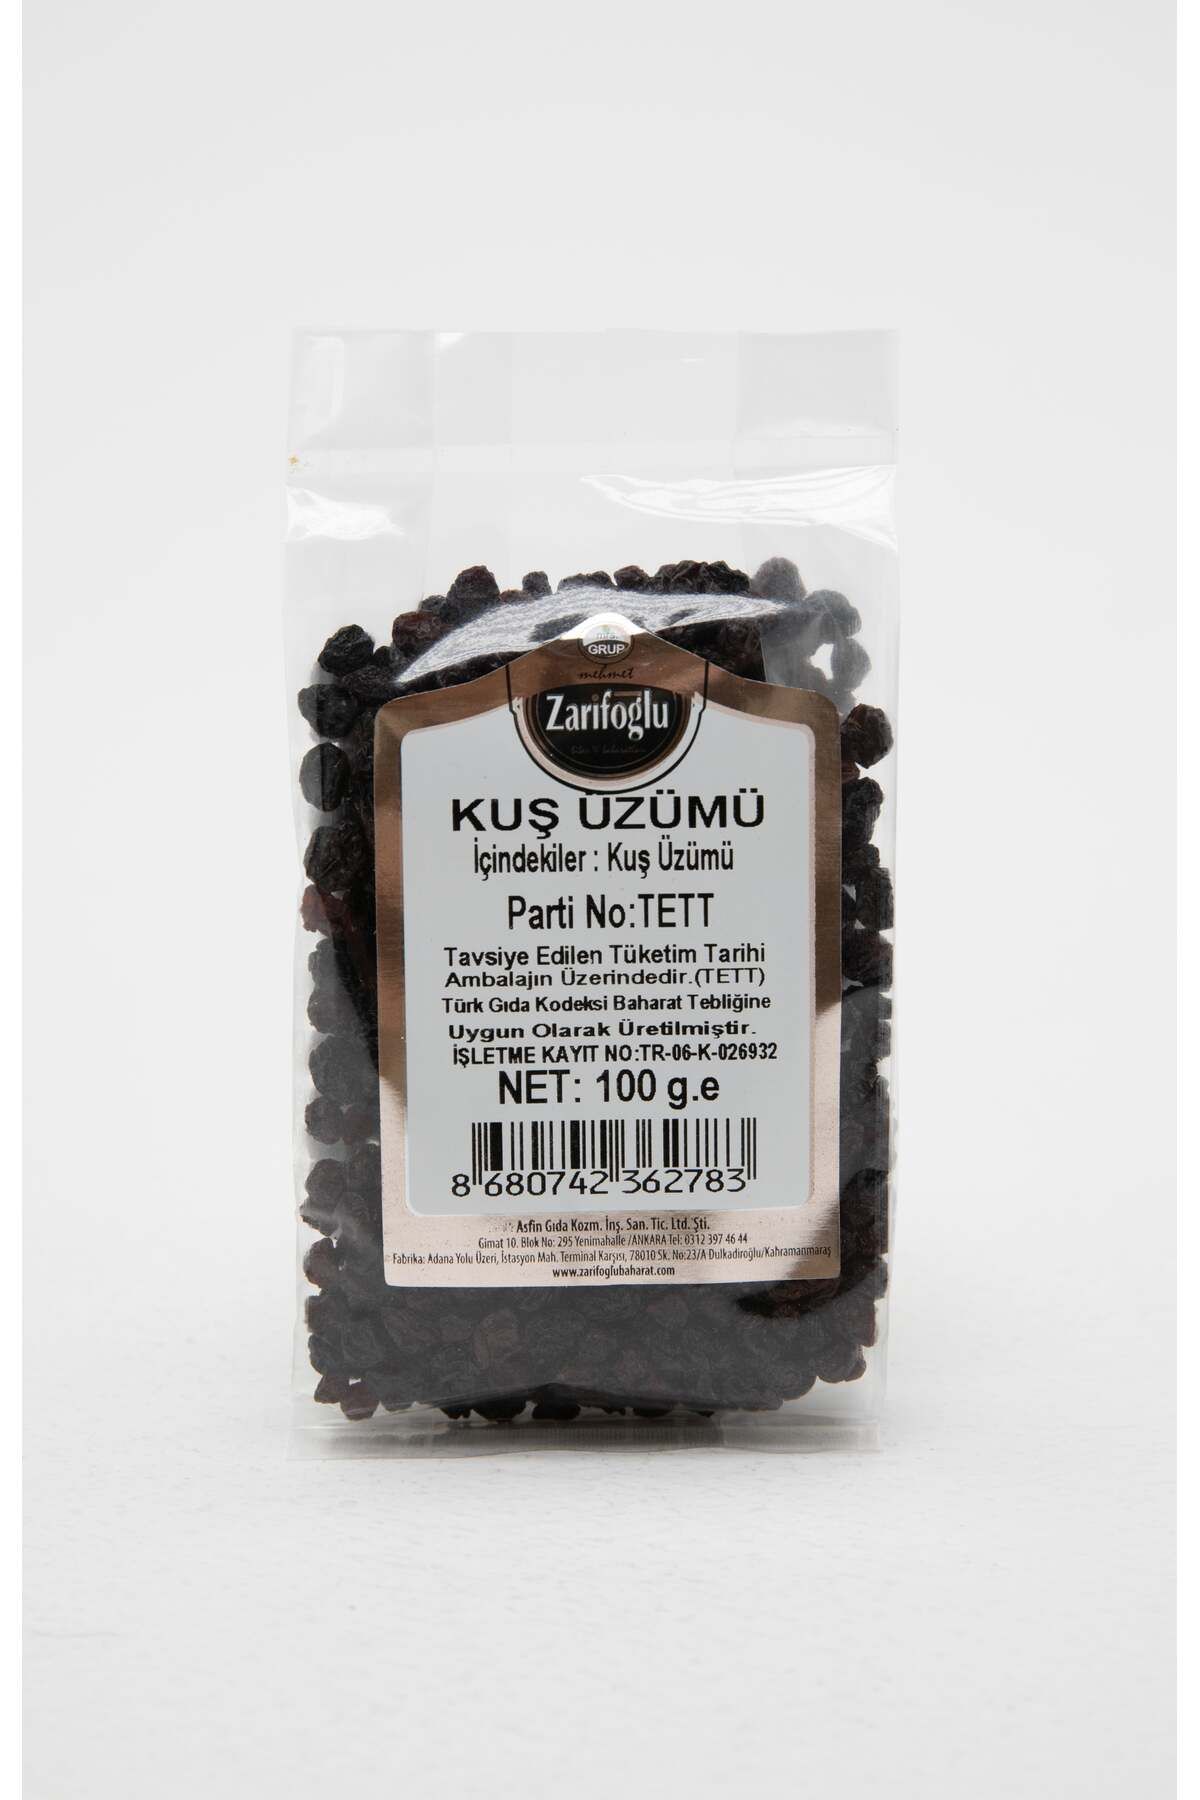 GRUP
mehmet
Zarifoğlu
KUŞ ÜZÜMÜ
İçindekiler : Kuş Üzümü
Parti No:TETT
Tavsiye Edilen Tüketim Tarihi
Ambalajın Üzerindedir.(TETT)
Türk Gıda Kodeksi Baharat Tebliğine
Uygun Olarak Üretilmiştir.
İŞLETME KAYIT NO:TR-06-K-026932
NET: 100 g.e
8 680742 362783
Asfin Gıda Kozm. İnş. San. Tic. Ltd. Şti.
Gimat 10. Blok No: 295 Yenimahalle /ANKARA Tel: 0312 397 46 44
Fabrika: Adana Yolu Üzeri, İstasyon Mah. Terminal Karşısı, 78010 Sk. No:23/A Dulkadiroğlu/Kahramanmaraş
www.zarifoglubaharat.com